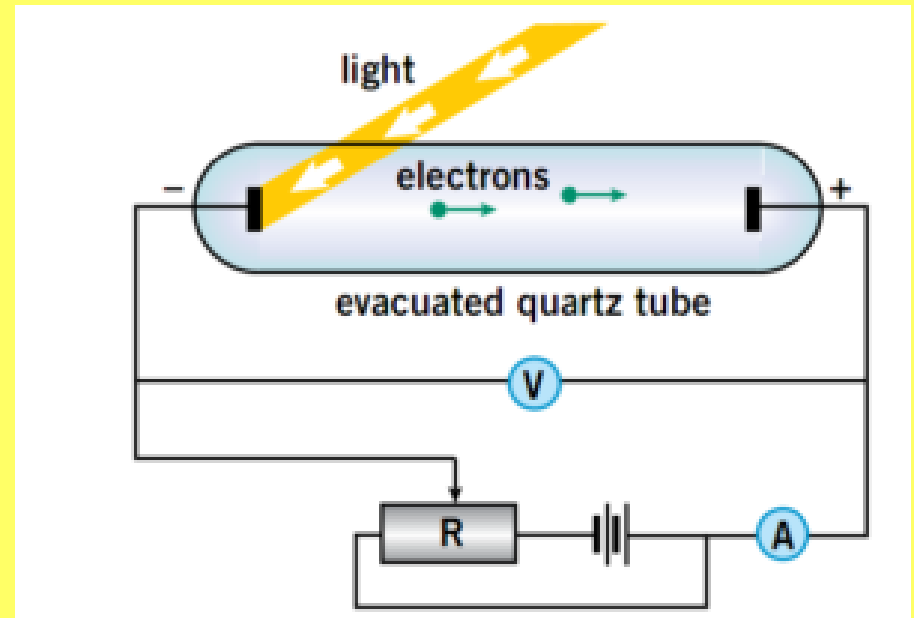 light
electrons
− +
evacuated quartz tube
V
R
A